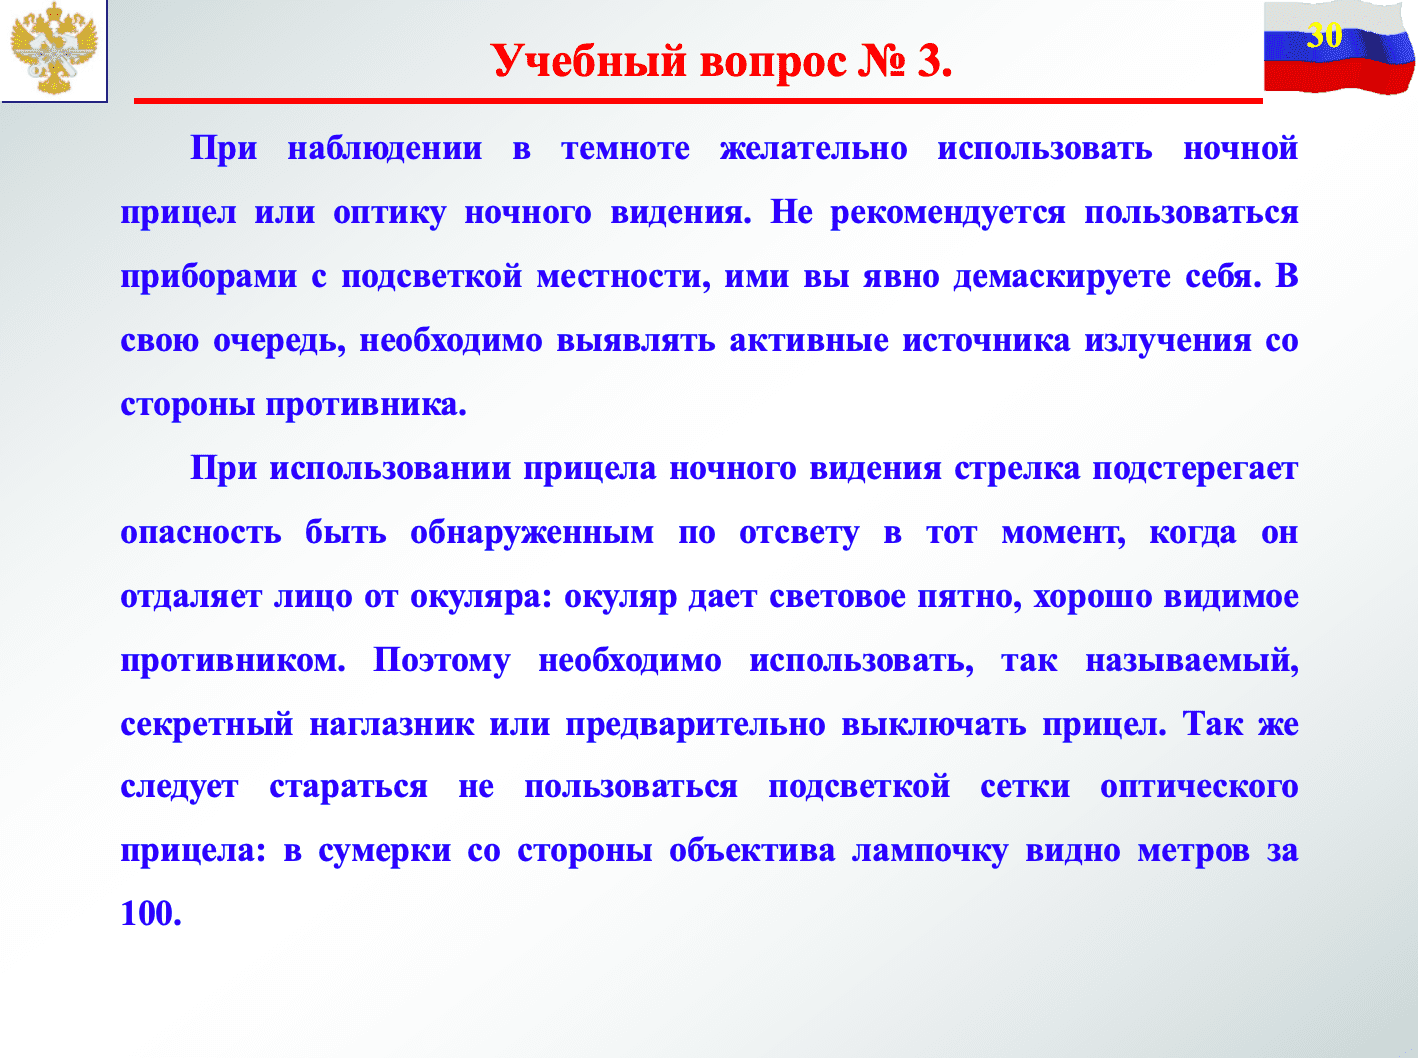 30
Учебный вопрос № 3.
При наблюдении в темноте желательно использовать ночной
прицел или оптику ночного видения. Не рекомендуется пользоваться
приборами с подсветкой местности, ими вы явно демаскируете себя. В
свою очередь, необходимо выявлять активные источника излучения со
стороны противника.
При использовании прицела ночного видения стрелка подстерегает
опасность быть обнаруженным по отсвету в тот момент, когда он
отдаляет лицо от окуляра: окуляр дает световое пятно, хорошо видимое
противником. Поэтому необходимо использовать, так называемый,
секретный наглазник или предварительно выключать прицел. Так же
следует стараться не пользоваться подсветкой сетки оптического
прицела: в сумерки со стороны объектива лампочку видно метров за
100.